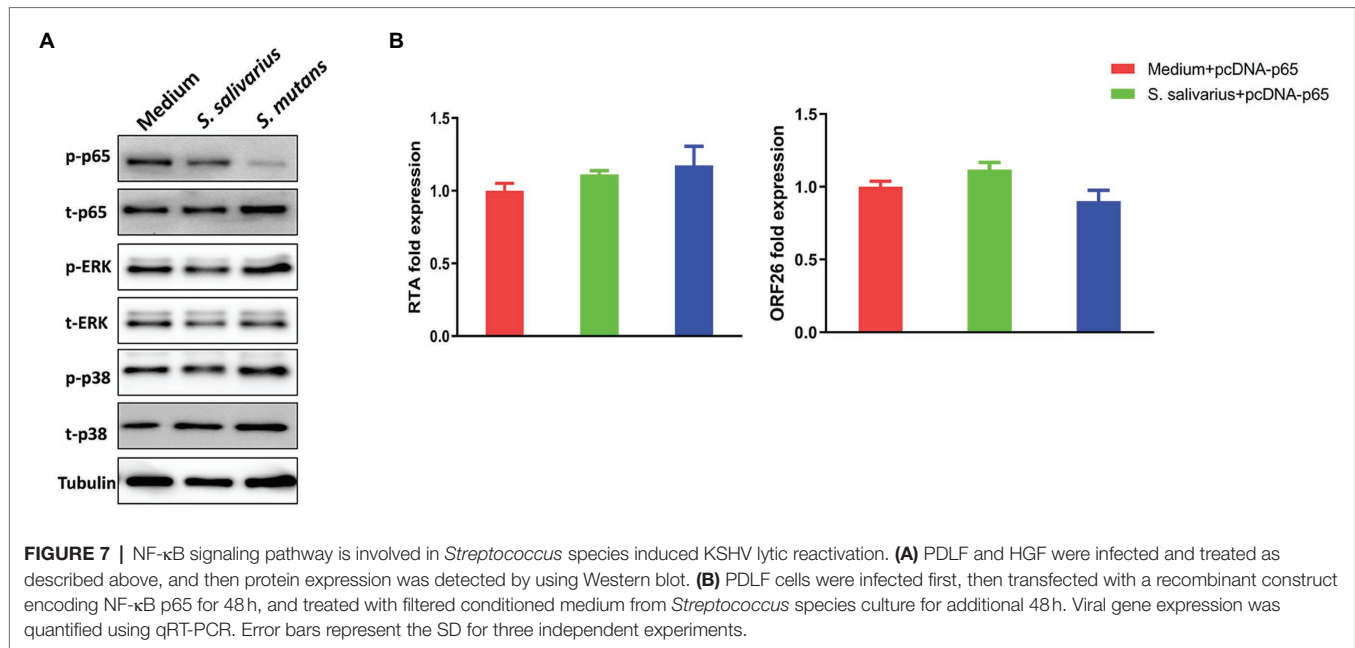 A
B
Medium
S. salivarius
S. mutans
p-p65
t-p65
p-ERK
t-ERK
p-p38
t-p38
Tubulin
Medium+pcDNA-p65
S. salivarius+pcDNA-p65
RTA fold expression
1.5
1.0
0.5
0.0
ORF26 fold expression
1.5
1.0
0.5
0.0
FIGURE 7 | NF-κB signaling pathway is involved in Streptococcus species induced KSHV lytic reactivation. (A) PDLF and HGF were infected and treated as
described above, and then protein expression was detected by using Western blot. (B) PDLF cells were infected first, then transfected with a recombinant construct
encoding NF-κB p65 for 48 h, and treated with filtered conditioned medium from Streptococcus species culture for additional 48 h. Viral gene expression was
quantified using qRT-PCR. Error bars represent the SD for three independent experiments.